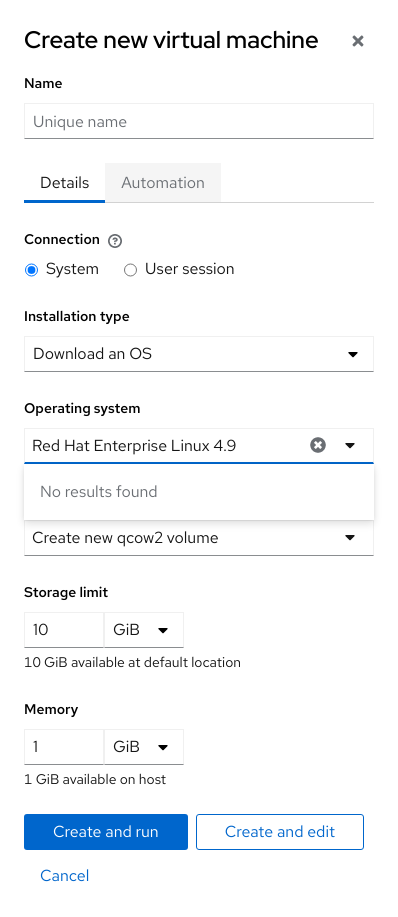 Create new virtual machine
Name
Unique name
Details Automation
Connection
System User session
Installation type
Download an OS
Operating system
Red Hat Enterprise Linux 4.9
No results found
Create new qcow2 volume
Storage limit
10 GiB
10 GiB available at default location
Memory
1 GiB
1 GiB available on host
Create and run Create and edit
Cancel